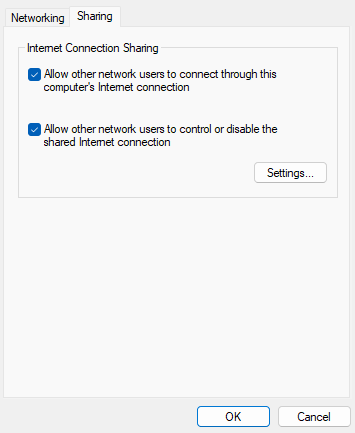 Networking
Sharing
Internet Connection Sharing
Allow other network users to connect through this
computer's Internet connection
Allow other network users to control or disable the
shared Internet connection
Settings...
OK
Cancel